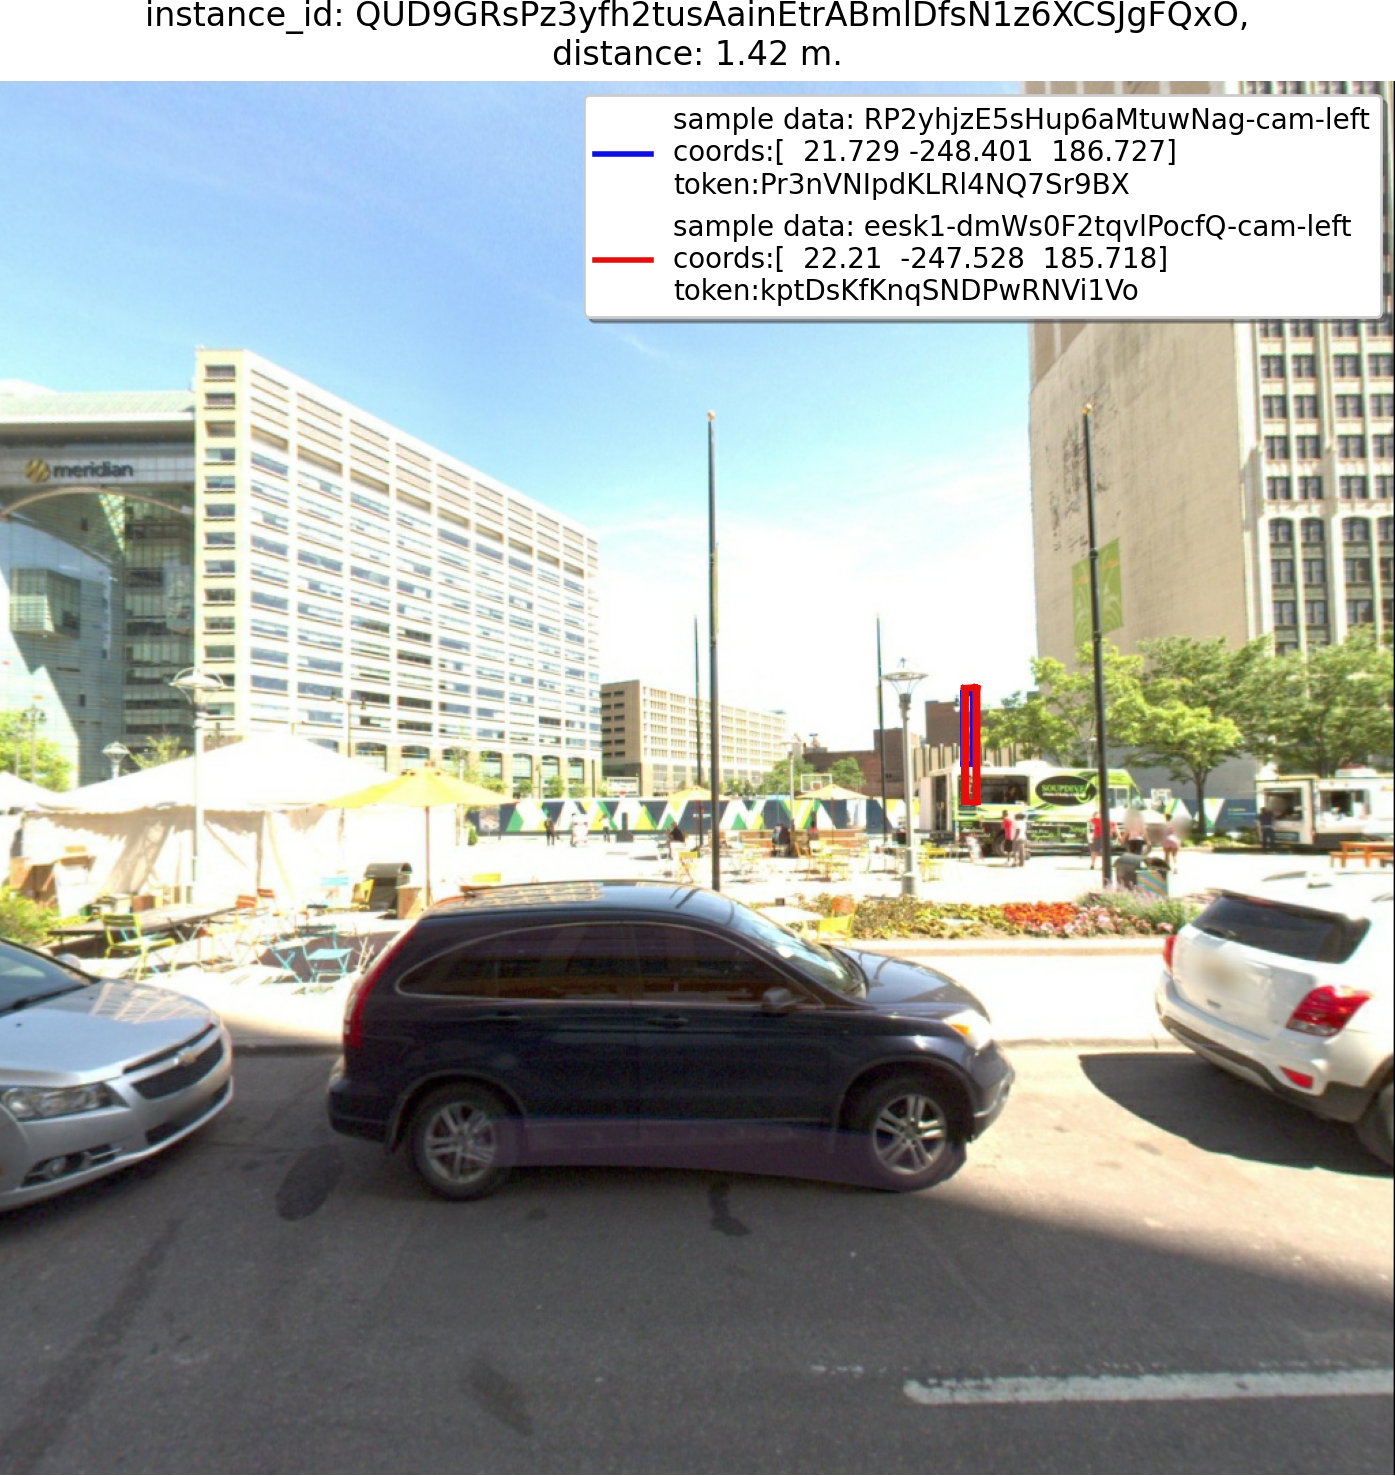 instance_id: QUD9GRsPz3yfh2tusAainEtrABmlDfsN1z6XCSJgFQxO,
distance: 1.42 m.
sample data: RP2yhjzE5sHup6aMtuwNag-cam-left
coords:[  21.729 -248.401  186.727]
token:Pr3nVNIpdKLRl4NQ7Sr9BX
sample data: eesk1-dmWs0F2tqvlPocfQ-cam-left
coords:[  22.21  -247.528  185.718]
token:kptDsKfKnqSNDPwRNVi1Vo
meridian
SOUPDIVE